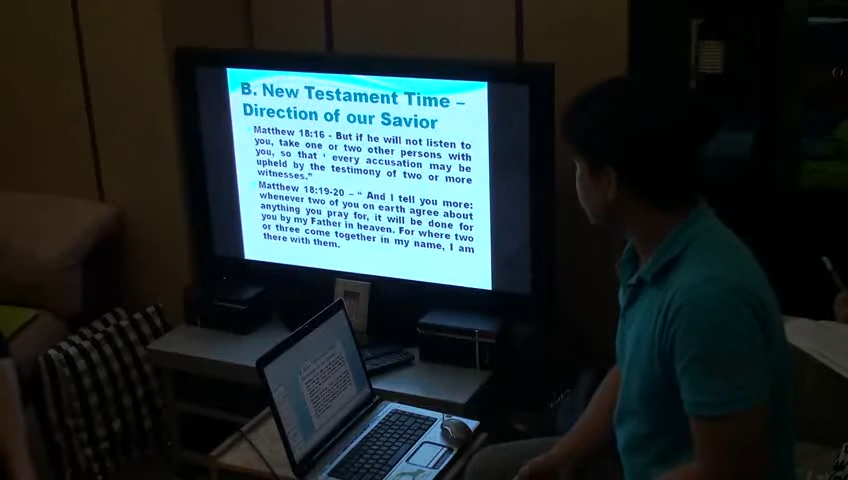 B. New Testament Time –
Direction of our Savior
Matthew 18:16 - But if he will not listen to
you, take one or two other persons with
you, so that ' every accusation may be
upheld by the testimony of two or more
witnesses."
Matthew 18:19-20 – " And I tell you more:
whenever two of you on earth agree about
anything you pray for, it will be done for
you by my Father in heaven. For where two
or three come together in my name, I am
there with them.